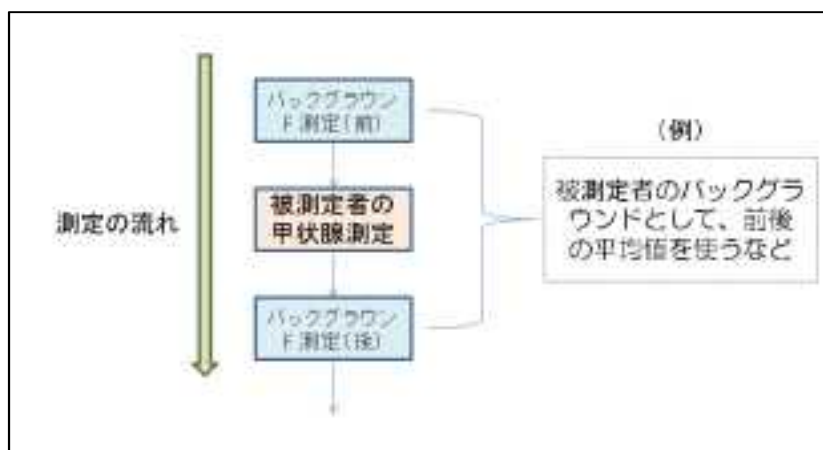 バックグラウン
ド測定(前)
(例)
被測定者の
甲状腺測定
測定の流れ
被測定者のバックグラ
ウンドとして、前後
の平均値を使うなど
バックグラウン
ド測定(後)